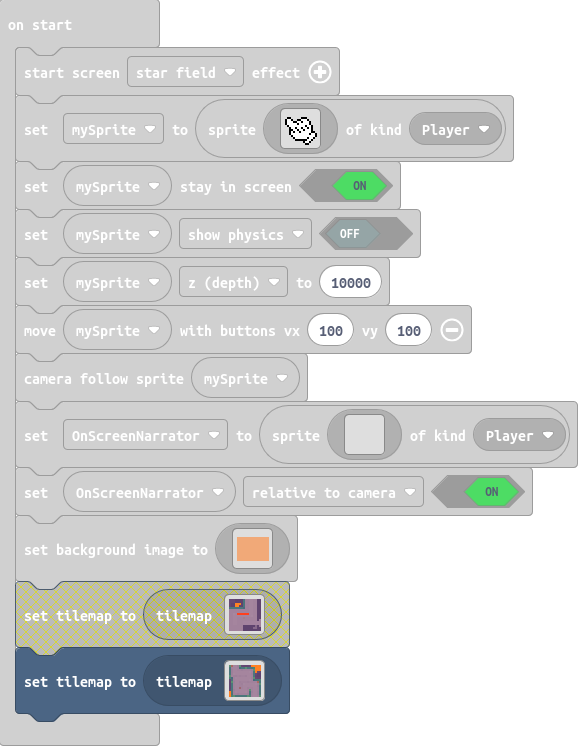 on start
start screen star field effect
set mySprite to sprite of kind Player
set mySprite stay in screen ON
set mySprite show physics OFF
set mySprite z (depth) to 10000
move mySprite with buttons vx 100 vy 100
camera follow sprite mySprite
set OnScreenNarrator to sprite of kind Player
set OnScreenNarrator relative to camera ON
set background image to
set tilemap to tilemap
set tilemap to tilemap